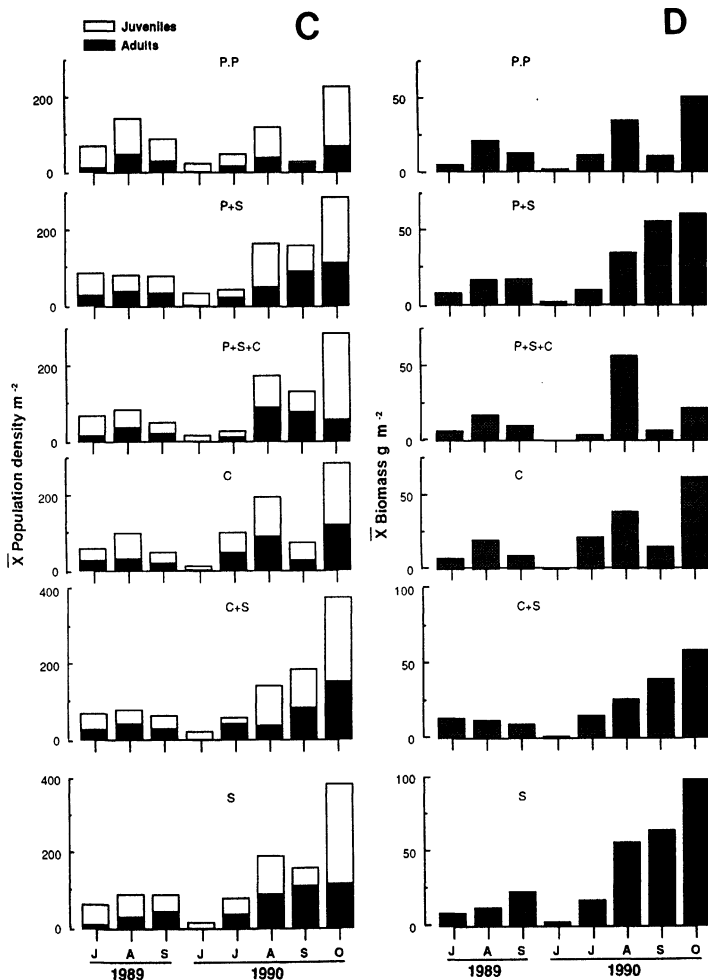 Juveniles
Adults
C
D
P.P
P.P
200
0
50
0
P+S
P+S
200
0
50
0
P+S+C
P+S+C
200
0
50
0
C
C
200
0
50
0
C+S
C+S
400
200
0
100
50
0
S
S
400
200
0
100
50
0
X̄ Population density m⁻²
X̄ Biomass g m⁻²
J A S J J A S O
J A S J J A S O
1989 1990
1989 1990